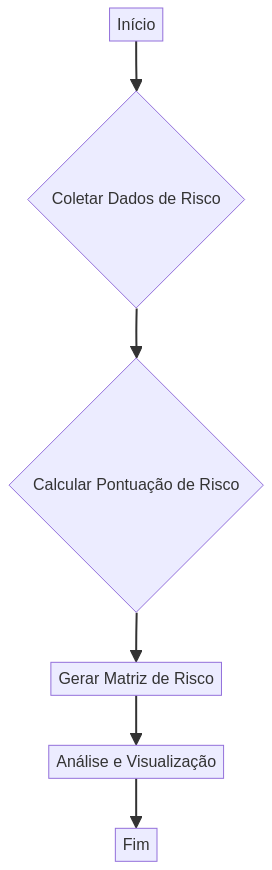 Início
Coletar Dados de Risco
Calcular Pontuação de Risco
Gerar Matriz de Risco
Análise e Visualização
Fim